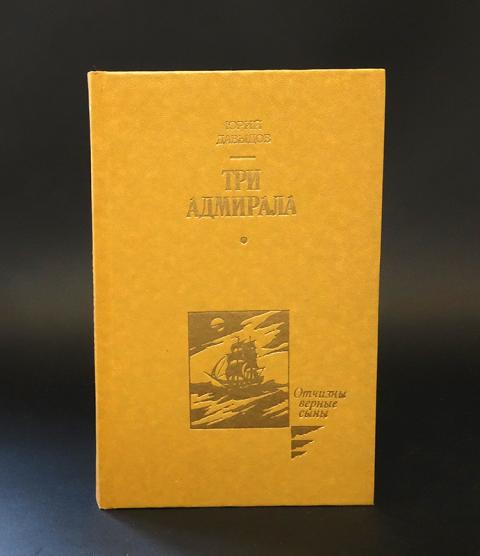 ЮРИЙ
ДАВЫДОВ
ТРИ
АДМИРАЛА
Отчизны
верные
сыны